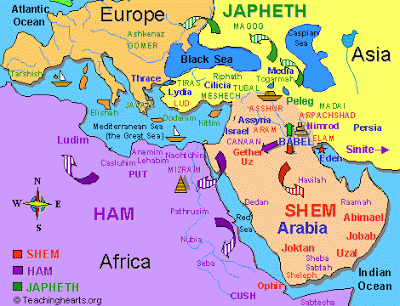 Atlantic
Ocean
Europe
JAPHETH
MAGOG
Ashkenaz
GOMER
Caspian
Sea
Asia
Black Sea
Tarshish
Thrace
TIRAS
Riphath
Media
Togarmah
Lydia
Cilicia
TUBAL
LUD
MESHECH
Peleg
MADAI
ASSHUR
ARPACHSHAD
Elishah
JAVAN
Dodanim
Kittim
Assyria
Nimrod
Israel
ARAM
Persia
Mediterranean Sea
(the Great Sea)
CANAAN
BABEL
ELAM
Ludim
Anamim
Naphtuhim
Gether
Uz
Eden
Sinite
Casluhim
Lehabim
PUT
MIZRAIM
Havilah
Dedan
HAM
Pathrusim
SHEM
Raamah
Red
Sea
Arabia
Abimael
Nubia
Jobab
Joktan
Sheba
Sabtah
Uzal
SHEM
HAM
JAPHETH
Africa
Seba
Sheleph
Indian
Ocean
Ophir
CUSH
Sabtecha
© Teachinghearts.org